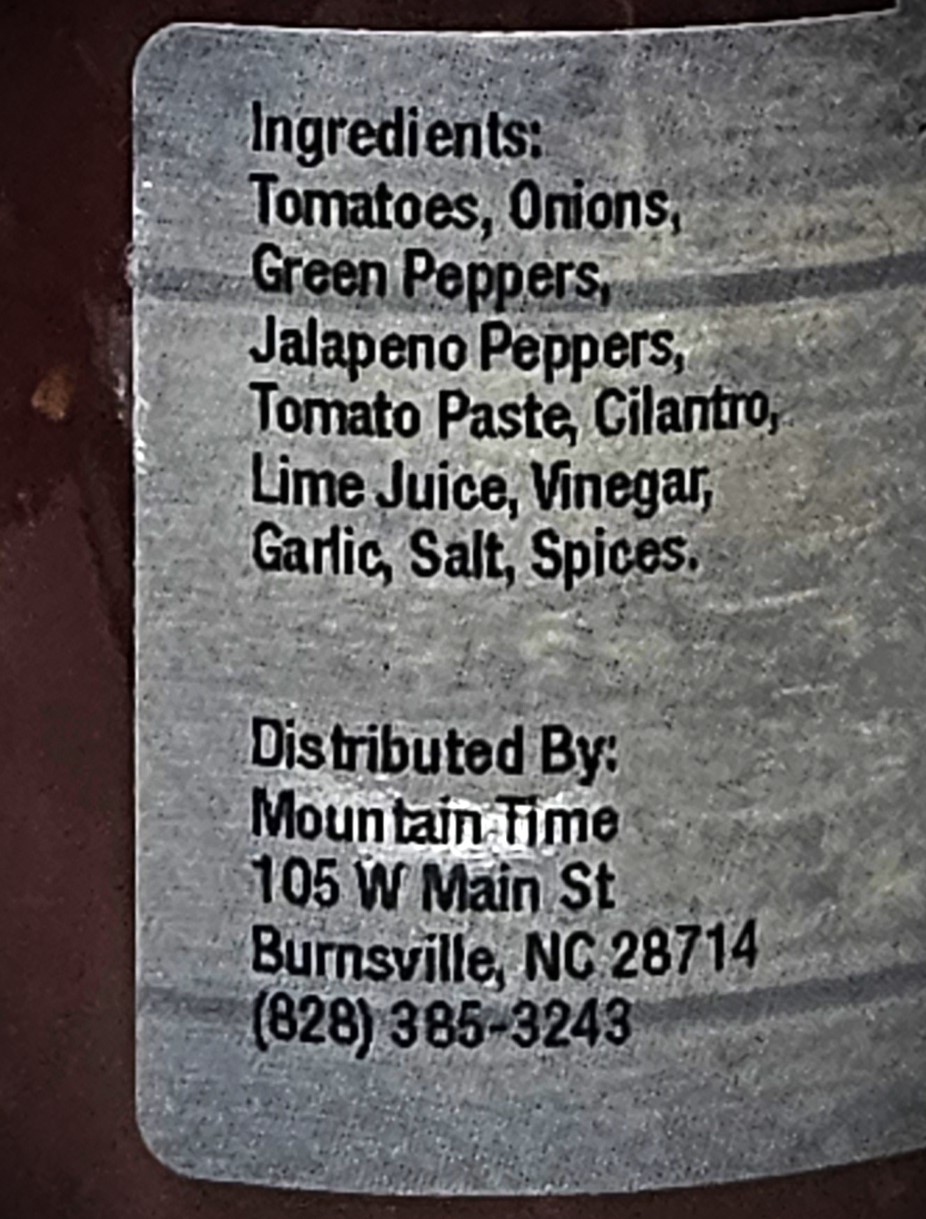 Ingredients:
Tomatoes, Onions,
Green Peppers,
Jalapeno Peppers,
Tomato Paste, Cilantro,
Lime Juice, Vinegar,
Garlic, Salt, Spices.
Distributed By:
Mountain Time
105 W Main St
Burnsville, NC 28714
(828) 385-3243